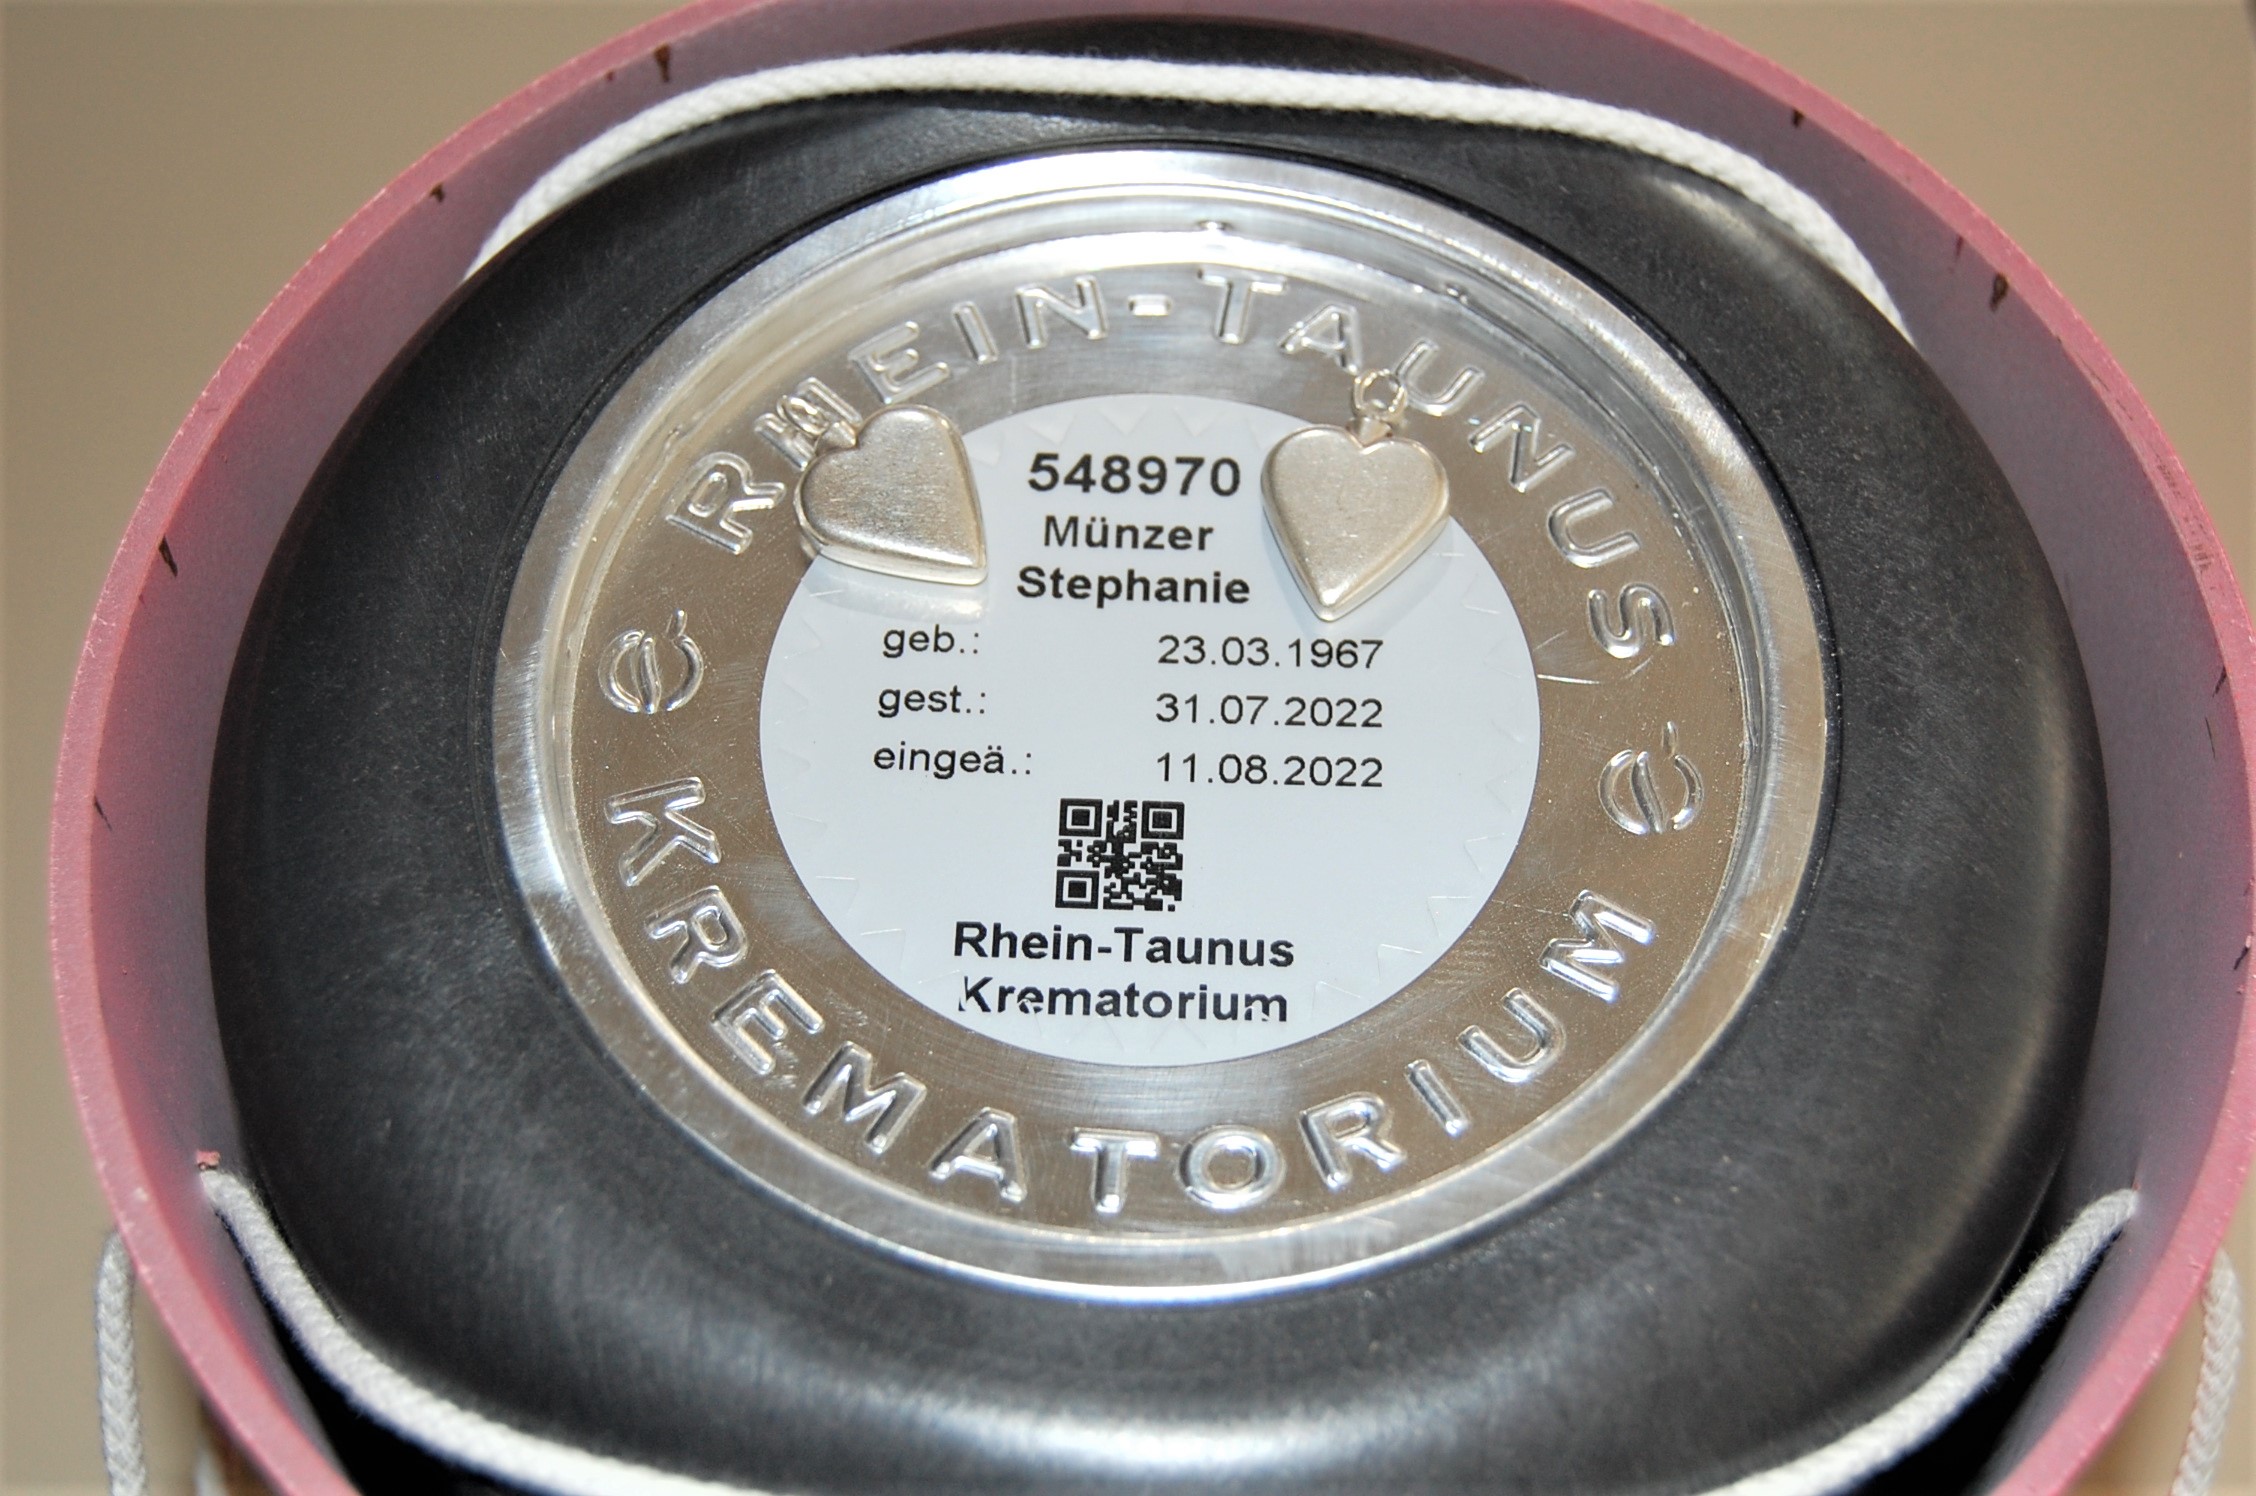 RHEIN-TAUNUS
548970
Münzer
Stephanie
geb.: 23.03.1967
gest.: 31.07.2022
eingeä.: 11.08.2022
Rhein-Taunus
Krematorium
KREMATORIUM